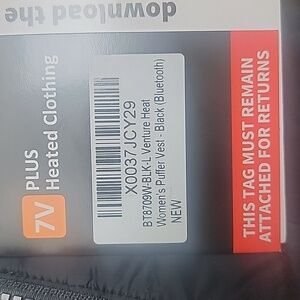 download the
7V PLUS
Heated Clothing
X0037JCY29
BT8709W-BLK-L Venture Heat
Women's Puffer Vest - Black (Bluetooth)
NEW
THIS TAG MUST REMAIN
ATTACHED FOR RETURNS